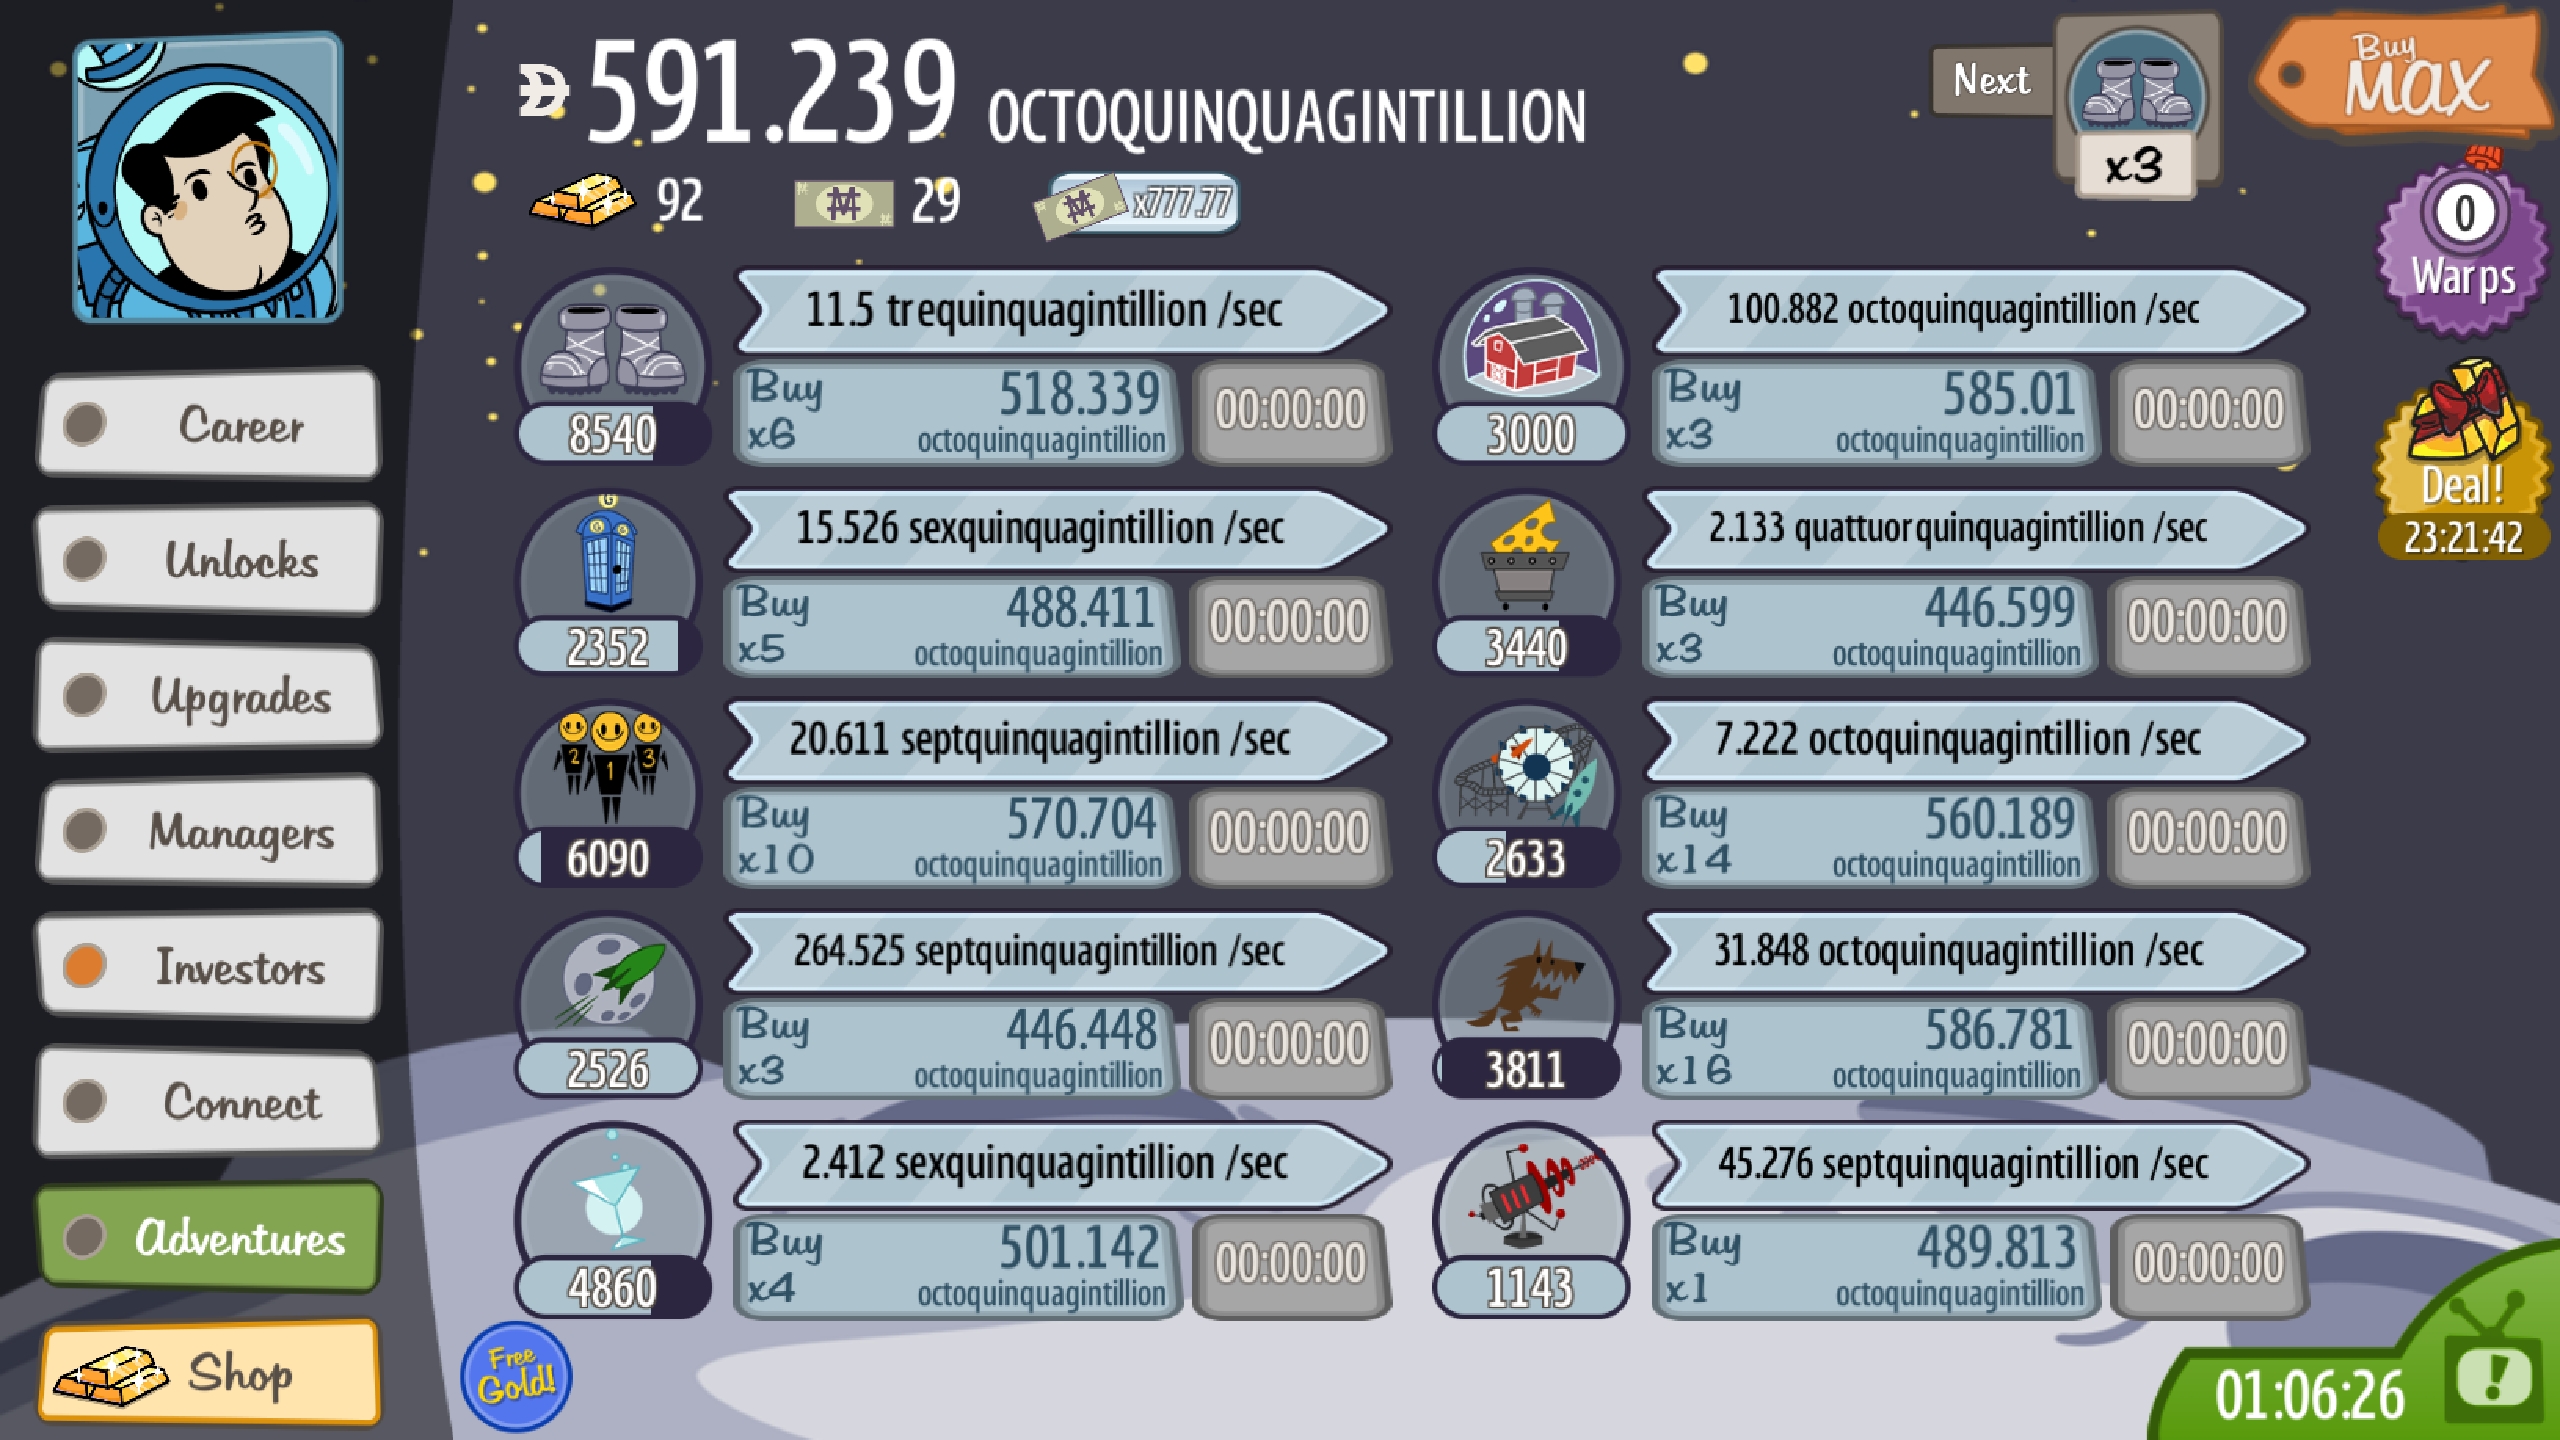 591.239 OCTOQUINQUAGINTILLION
92
29
x777.77
Next
x3
Buy
MAX
0
Warps
Deal!
23:21:42
Career
Unlocks
Upgrades
Managers
Investors
Connect
Adventures
Shop
11.5 trequinquagintillion /sec
8540
Buy
x6
518.339
octoquinquagintillion
00:00:00
100.882 octoquinquagintillion /sec
3000
Buy
x3
585.01
octoquinquagintillion
00:00:00
G
15.526 sexquinquagintillion /sec
2352
Buy
x5
488.411
octoquinquagintillion
00:00:00
2.133 quattuorquinquagintillion /sec
3440
Buy
x3
446.599
octoquinquagintillion
00:00:00
2 1 3
20.611 septquinquagintillion /sec
6090
Buy
x10
570.704
octoquinquagintillion
00:00:00
7.222 octoquinquagintillion /sec
2633
Buy
x14
560.189
octoquinquagintillion
00:00:00
264.525 septquinquagintillion /sec
2526
Buy
x3
446.448
octoquinquagintillion
00:00:00
31.848 octoquinquagintillion /sec
3811
Buy
x16
586.781
octoquinquagintillion
00:00:00
2.412 sexquinquagintillion /sec
4860
Buy
x4
501.142
octoquinquagintillion
00:00:00
45.276 septquinquagintillion /sec
1143
Buy
x1
489.813
octoquinquagintillion
00:00:00
Free
Gold!
01:06:26
!